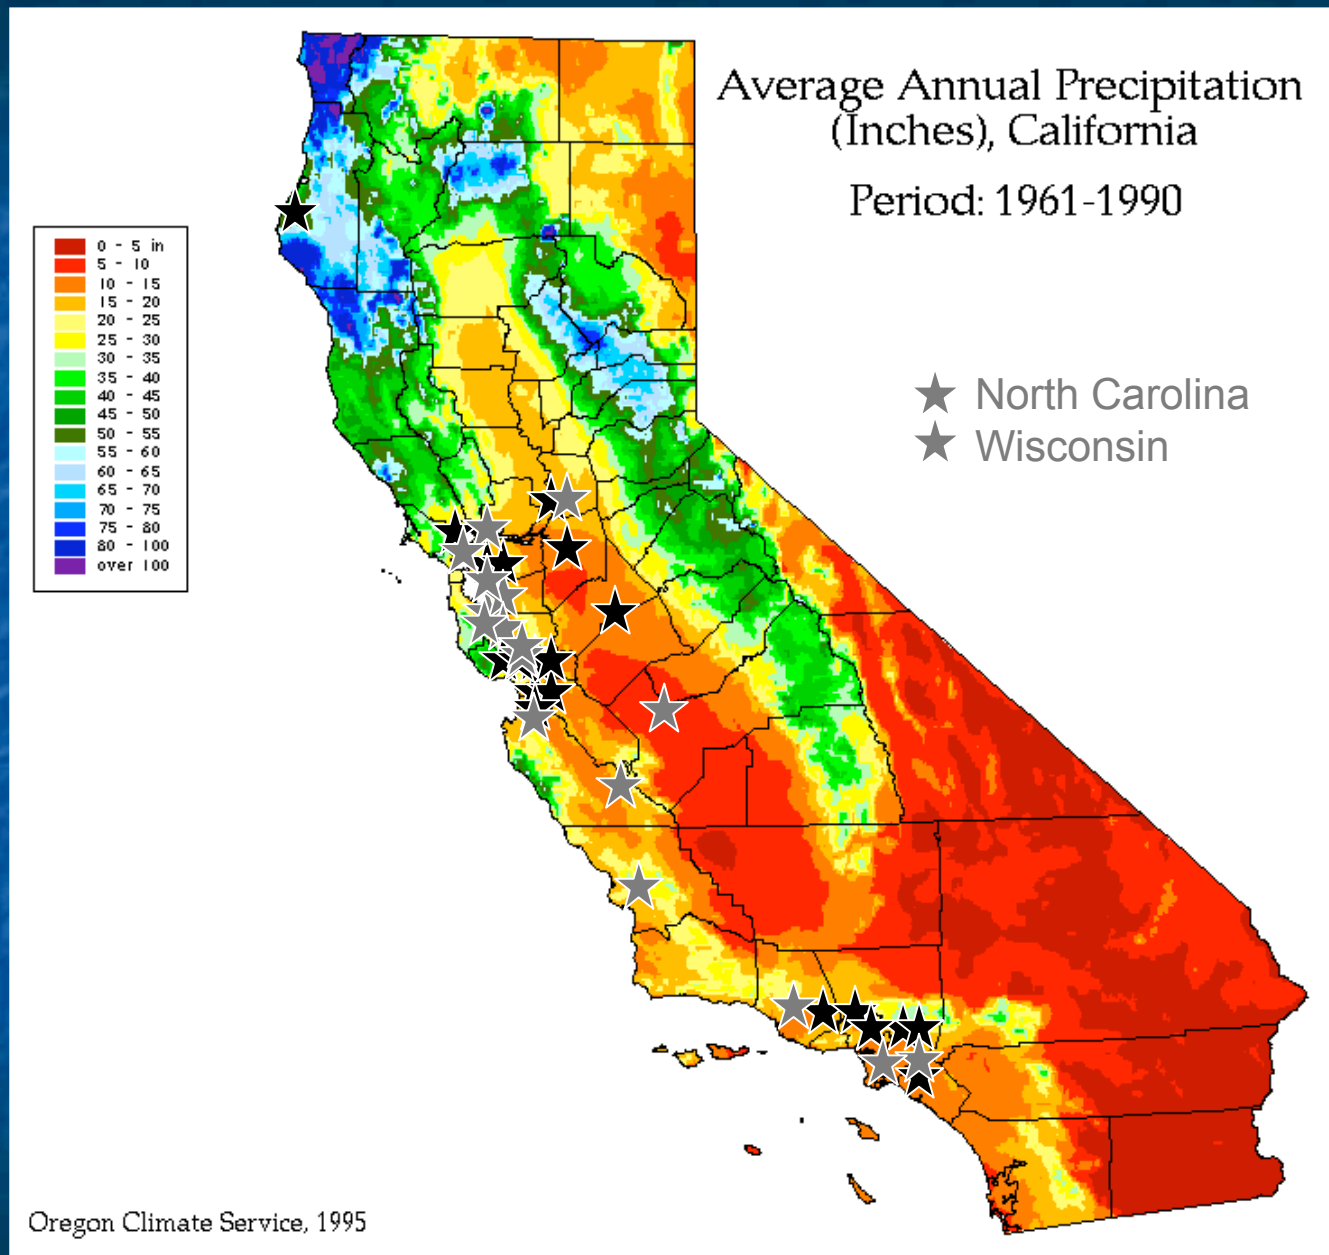 Average Annual Precipitation
(Inches), California
Period: 1961-1990
0 - 5 in
5 - 10
10 - 15
15 - 20
20 - 25
25 - 30
30 - 35
35 - 40
40 - 45
45 - 50
50 - 55
55 - 60
60 - 65
65 - 70
70 - 75
75 - 80
80 - 100
over 100
North Carolina
Wisconsin
Oregon Climate Service, 1995